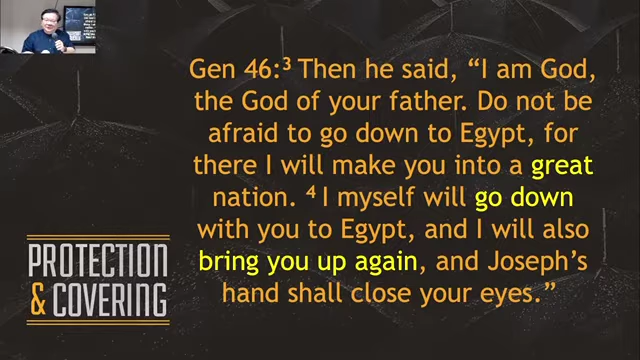 Gen 46:³ Then he said, “I am God,
the God of your father. Do not be
afraid to go down to Egypt, for
there I will make you into a great
nation. ⁴ I myself will go down
with you to Egypt, and I will also
bring you up again, and Joseph’s
hand shall close your eyes.”
PROTECTION
& COVERING